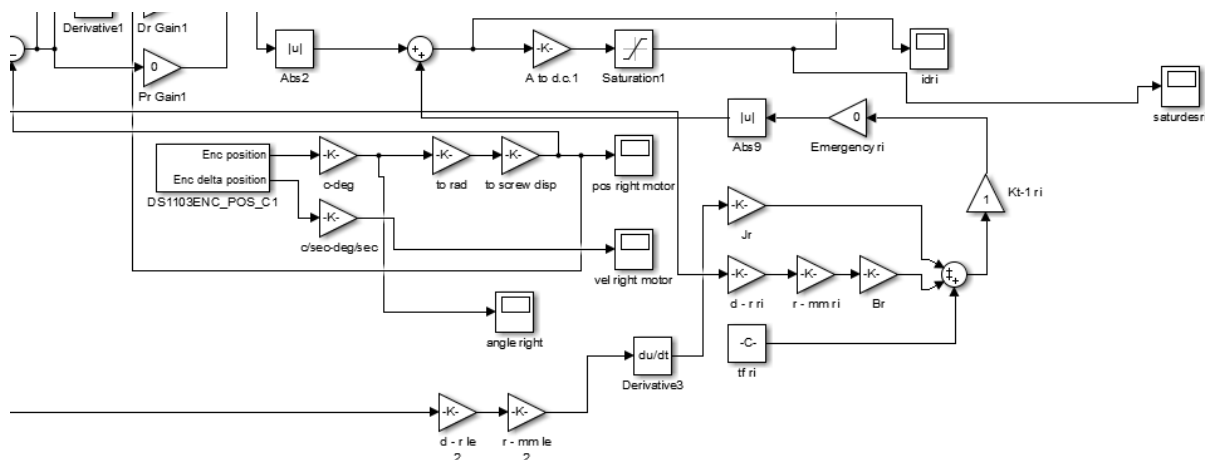 Derivative1
Dr Gain1
0
Pr Gain1
|u|
Abs2
+
+
-K-
A to d.c.1
Saturation1
idri
saturdesri
|u|
Abs9
0
Emergency ri
Enc position
Enc delta position
DS1103ENC_POS_C1
-K-
c-deg
-K-
to rad
-K-
to screw disp
pos right motor
1
Kt-1 ri
-K-
c/sec-deg/sec
vel right motor
-K-
Jr
-K-
d - r ri
-K-
r - mm ri
-K-
Br
+
+
+
angle right
-C-
tf ri
du/dt
Derivative3
-K-
d - r le
2
-K-
r - mm le
2